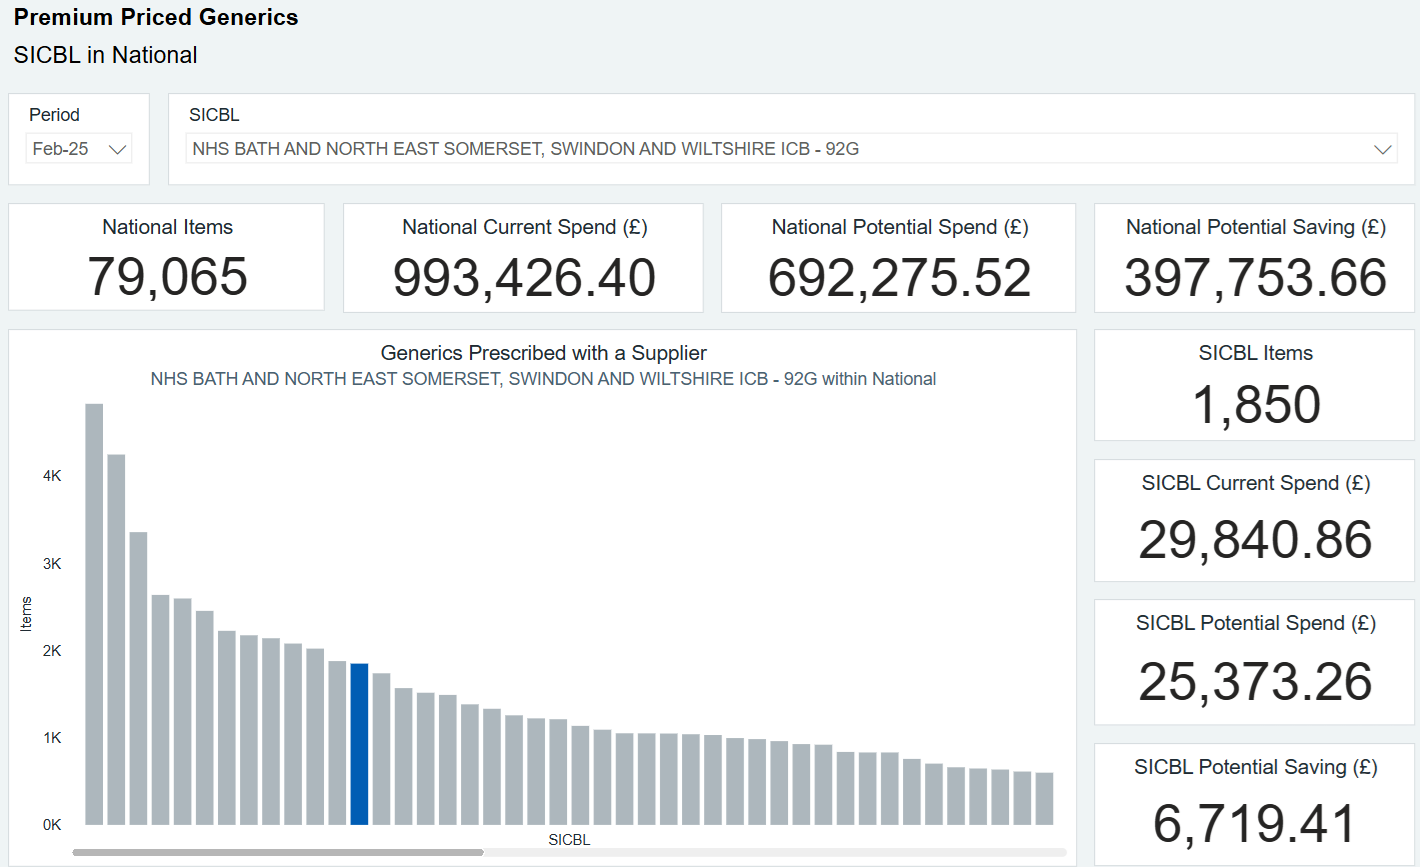 Premium Priced Generics
SICBL in National
Period
Feb-25
SICBL
NHS BATH AND NORTH EAST SOMERSET, SWINDON AND WILTSHIRE ICB - 92G
National Items
79,065
National Current Spend (£)
993,426.40
National Potential Spend (£)
692,275.52
National Potential Saving (£)
397,753.66
Generics Prescribed with a Supplier
NHS BATH AND NORTH EAST SOMERSET, SWINDON AND WILTSHIRE ICB - 92G within National
4K
3K
2K
1K
0K
Items
SICBL
SICBL Items
1,850
SICBL Current Spend (£)
29,840.86
SICBL Potential Spend (£)
25,373.26
SICBL Potential Saving (£)
6,719.41